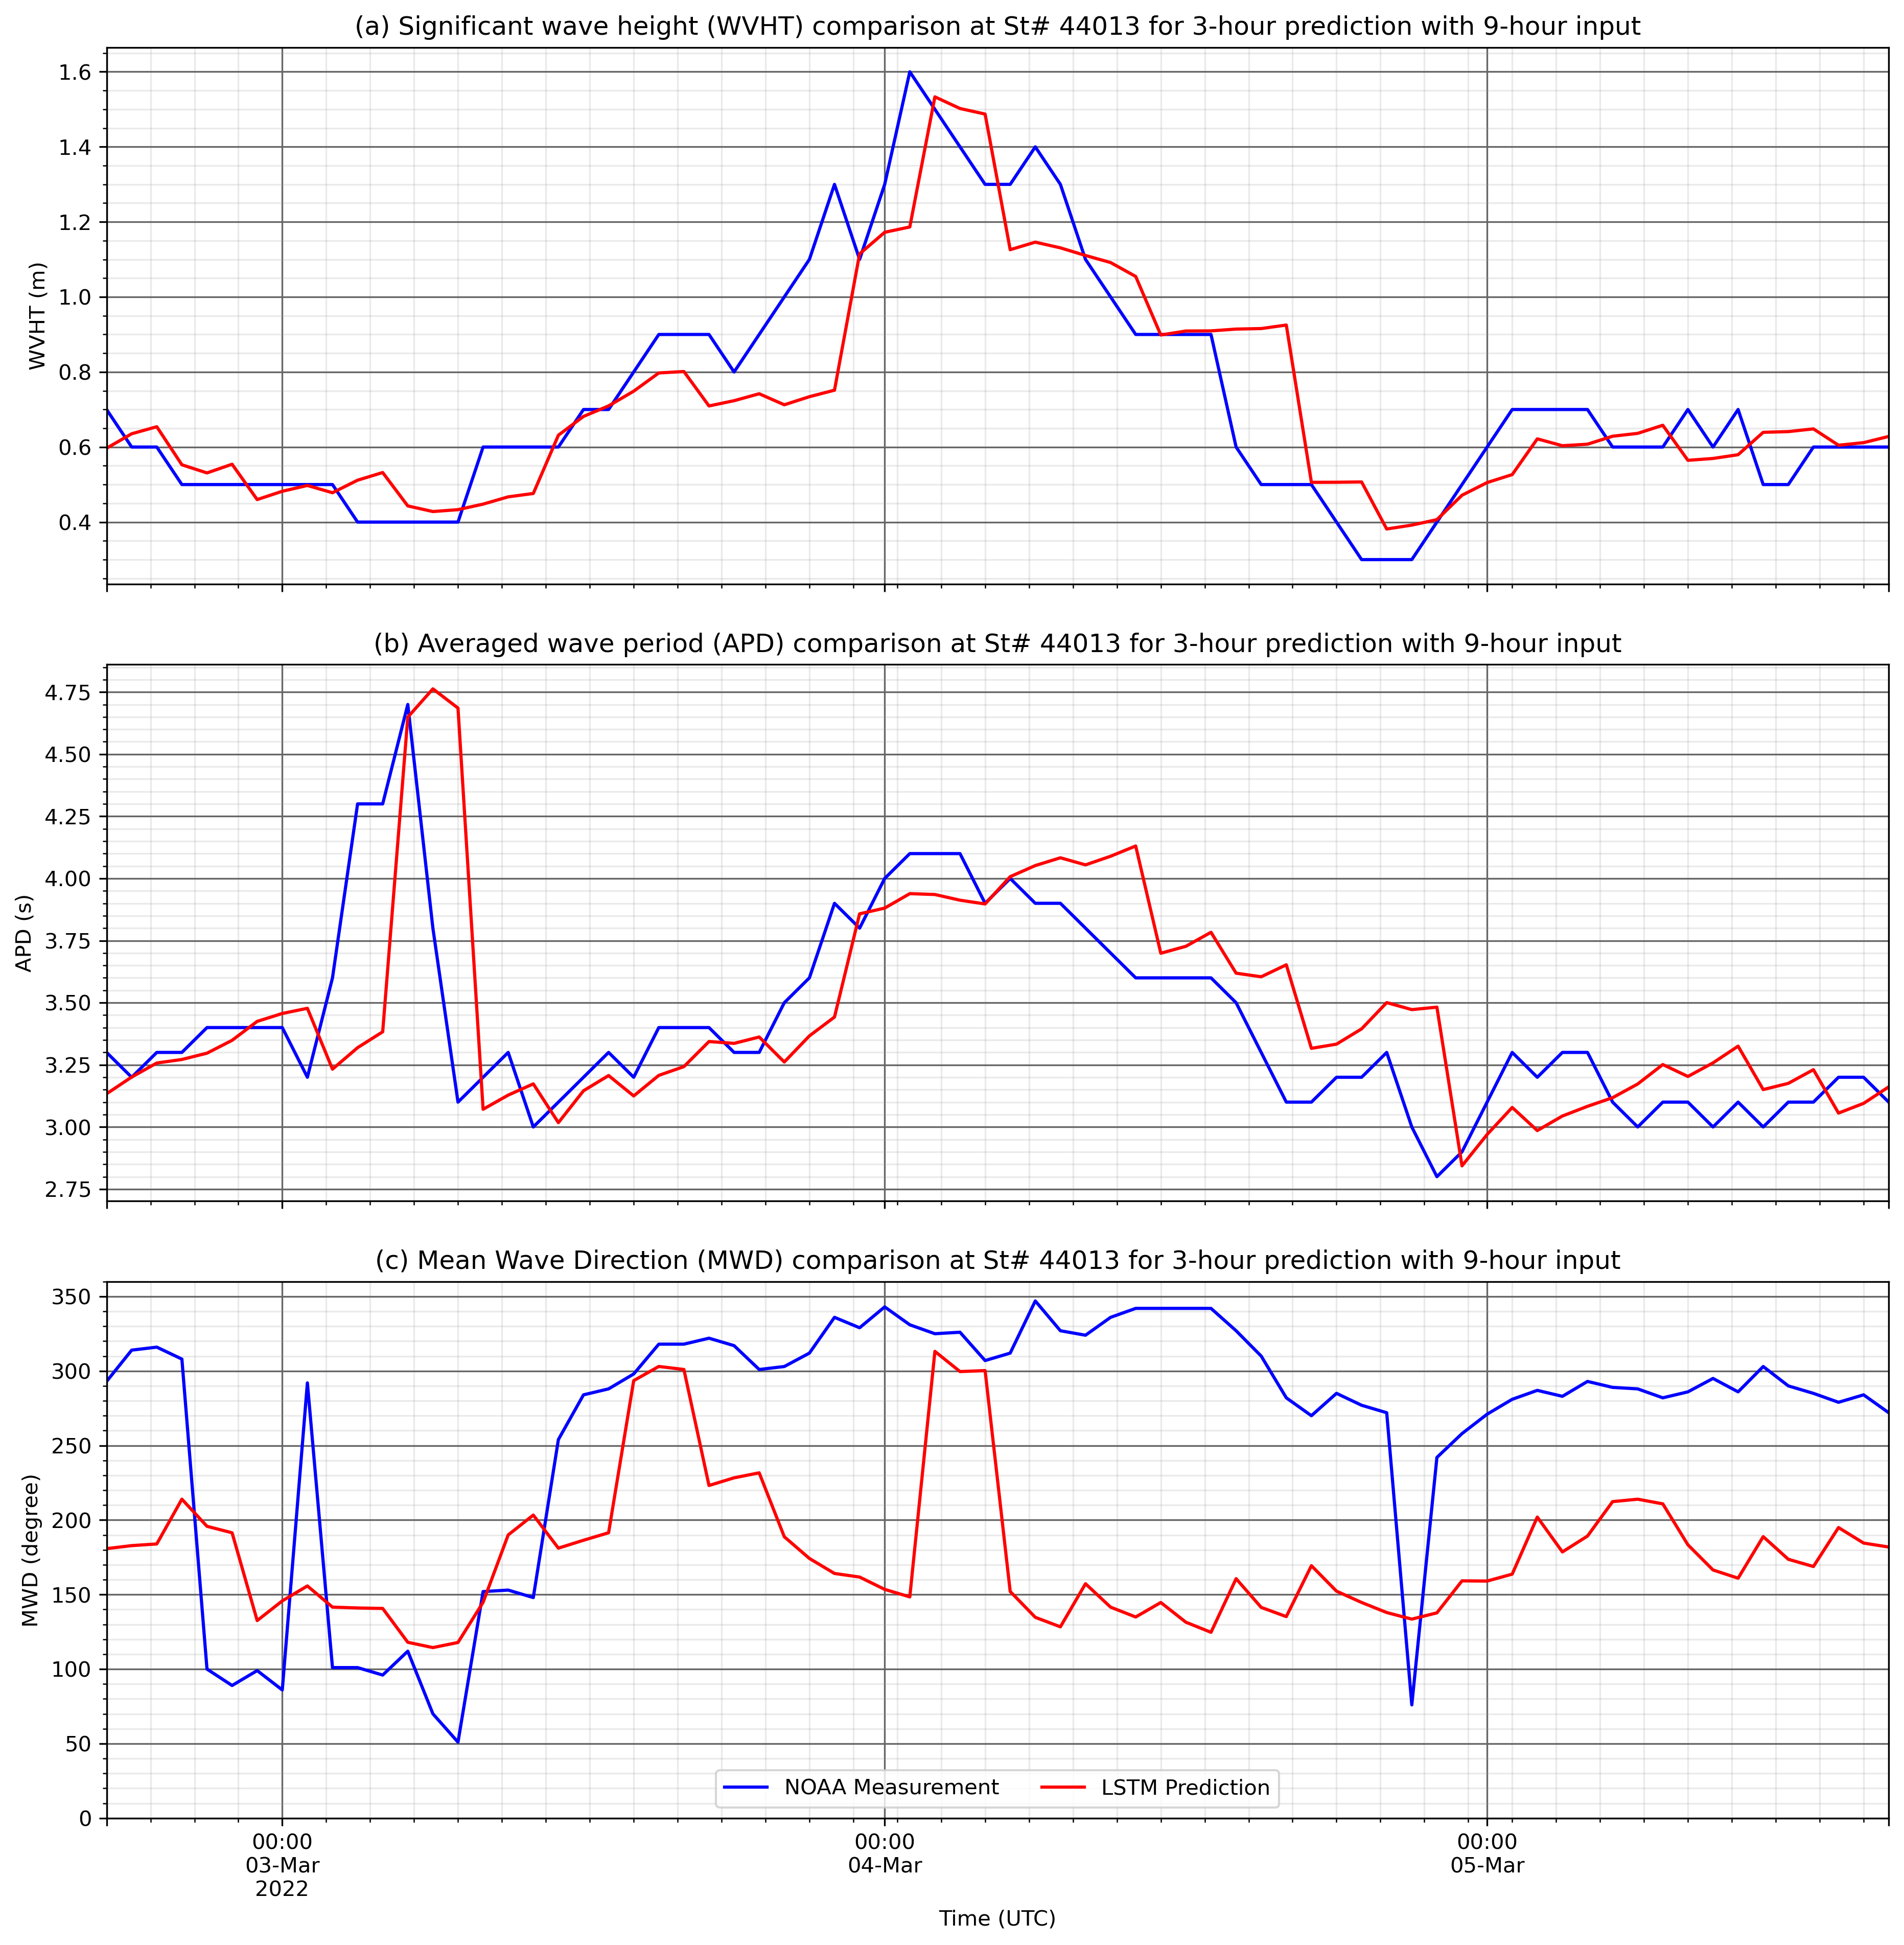 (a) Significant wave height (WVHT) comparison at St# 44013 for 3-hour prediction with 9-hour input
1.6
1.4
1.2
1.0
0.8
0.6
0.4
WVHT (m)
(b) Averaged wave period (APD) comparison at St# 44013 for 3-hour prediction with 9-hour input
4.75
4.50
4.25
4.00
3.75
3.50
3.25
3.00
2.75
APD (s)
(c) Mean Wave Direction (MWD) comparison at St# 44013 for 3-hour prediction with 9-hour input
350
300
250
200
150
100
50
0
MWD (degree)
NOAA Measurement LSTM Prediction
00:00 00:00 00:00
03-Mar 04-Mar 05-Mar
2022
Time (UTC)